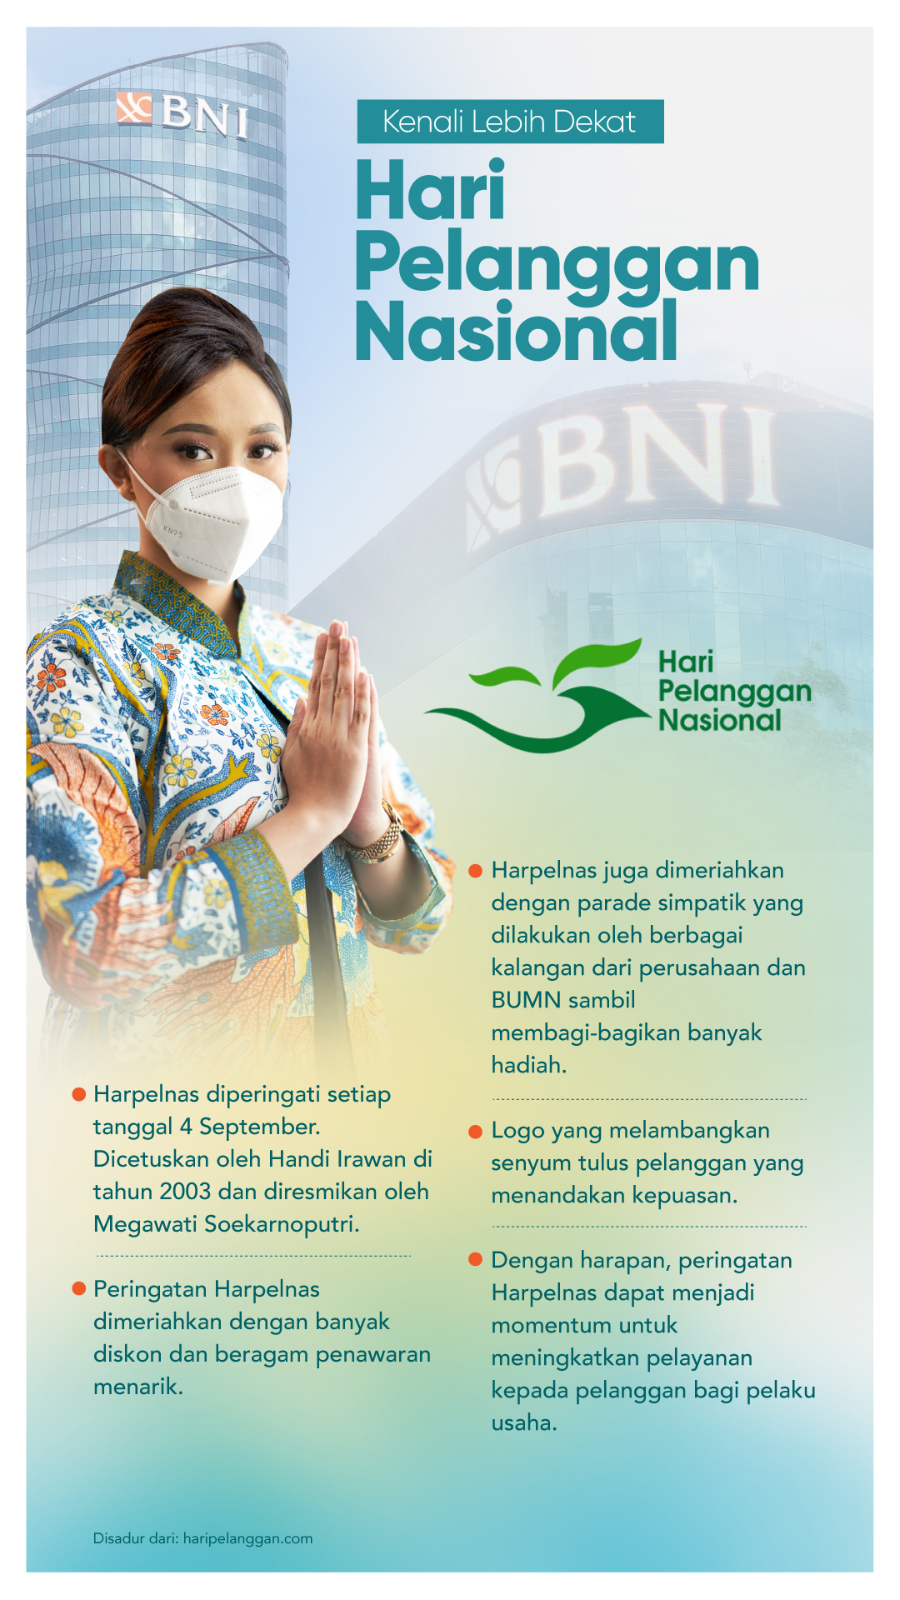 BNI
Kenali Lebih Dekat
Hari
Pelanggan
Nasional
BNI
KN95
Hari
Pelanggan
Nasional
Harpelnas diperingati setiap
tanggal 4 September.
Dicetuskan oleh Handi Irawan di
tahun 2003 dan diresmikan oleh
Megawati Soekarnoputri.
Peringatan Harpelnas
dimeriahkan dengan banyak
diskon dan beragam penawaran
menarik.
Harpelnas juga dimeriahkan
dengan parade simpatik yang
dilakukan oleh berbagai
kalangan dari perusahaan dan
BUMN sambil
membagi-bagikan banyak
hadiah.
Logo yang melambangkan
senyum tulus pelanggan yang
menandakan kepuasan.
Dengan harapan, peringatan
Harpelnas dapat menjadi
momentum untuk
meningkatkan pelayanan
kepada pelanggan bagi pelaku
usaha.
Disadur dari: haripelanggan.com